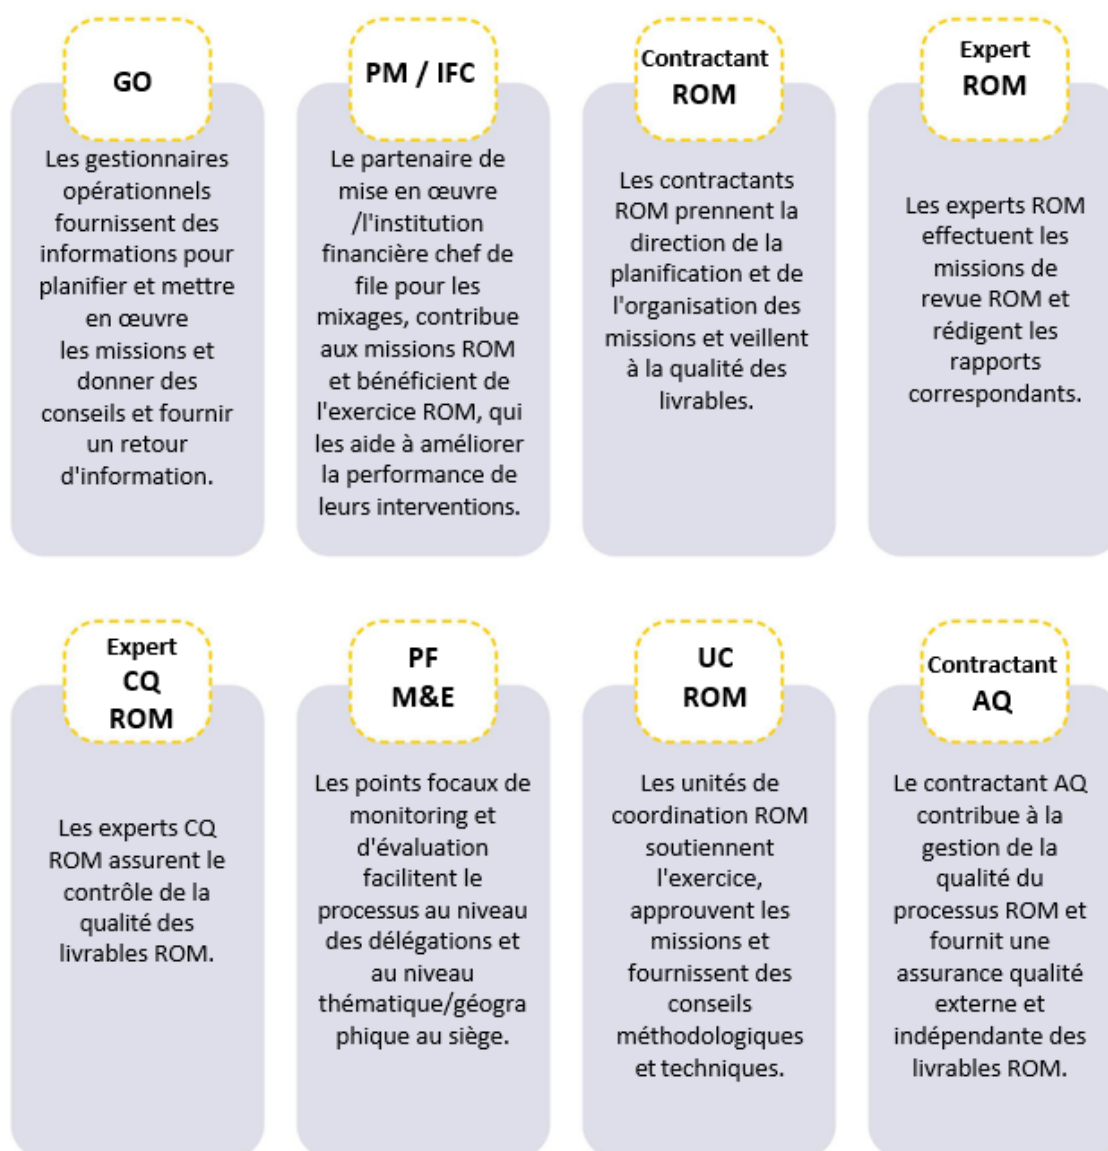 GO
Les gestionnaires
opérationnels
fournissent des
informations pour
planifier et mettre
en œuvre
les missions et
donner des
conseils et fournir
un retour
d'information.
PM / IFC
Le partenaire de
mise en œuvre
/l'institution
financière chef de
file pour les
mixages, contribue
aux missions ROM
et bénéficient de
l'exercice ROM, qui
les aide à améliorer
la performance de
leurs interventions.
Contractant
ROM
Les contractants
ROM prennent la
direction de la
planification et de
l'organisation des
missions et veillent
à la qualité des
livrables.
Expert
ROM
Les experts ROM
effectuent les
missions de
revue ROM et
rédigent les
rapports
correspondants.
Expert
CQ
ROM
Les experts CQ
ROM assurent le
contrôle de la
qualité des
livrables ROM.
PF
M&E
Les points focaux de
monitoring et
d'évaluation
facilitent le
processus au niveau
des délégations et
au niveau
thématique/géogra
phique au siège.
UC
ROM
Les unités de
coordination ROM
soutiennent
l'exercice,
approuvent les
missions et
fournissent des
conseils
méthodologiques
et techniques.
Contractant
AQ
Le contractant AQ
contribue à la
gestion de la
qualité du
processus ROM et
fournit une
assurance qualité
externe et
indépendante des
livrables ROM.